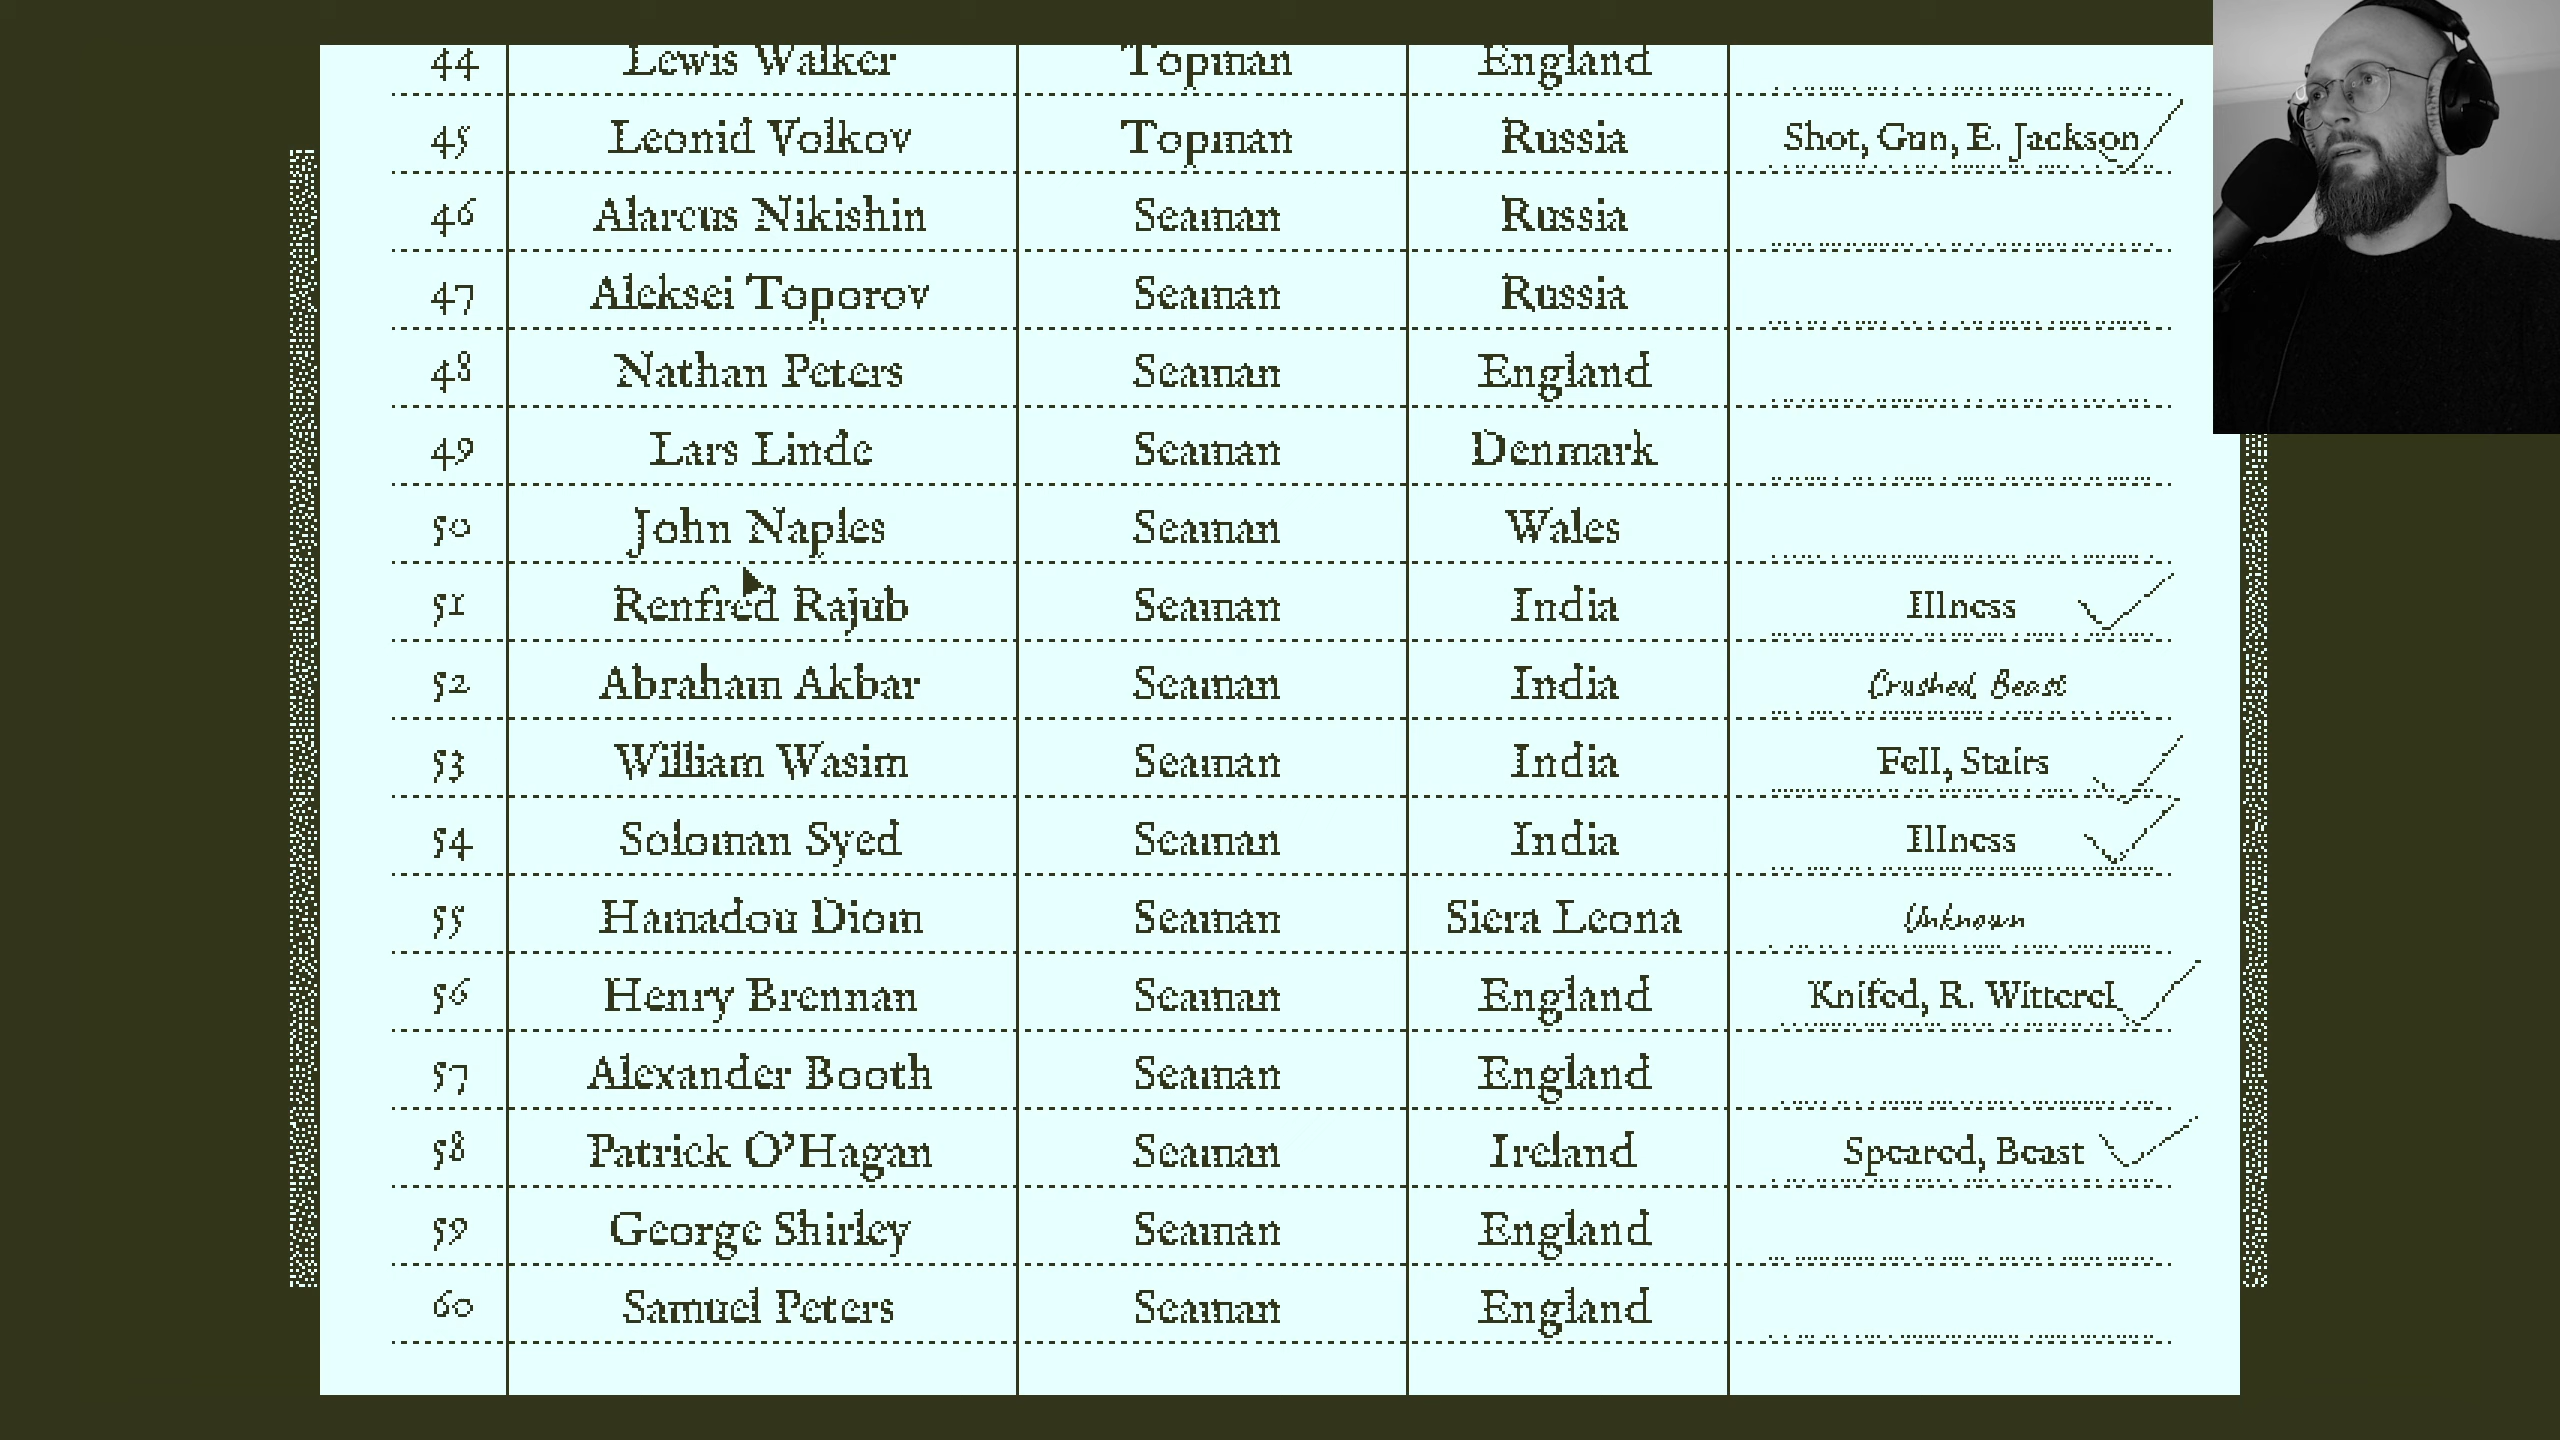 44 Lewis Walker Topman England
45 Leonid Volkov Topman Russia Shot, Gun, E. Jackson
46 Alarcus Nikishin Seaman Russia
47 Aleksei Toporov Seaman Russia
48 Nathan Peters Seaman England
49 Lars Linde Seaman Denmark
50 John Naples Seaman Wales
51 Renfred Rajub Seaman India Illness
52 Abraham Akbar Seaman India Crushed, Beast
53 William Wasim Seaman India Fell, Stairs
54 Soloman Syed Seaman India Illness
55 Hamadou Diom Seaman Siera Leona Unknown
56 Henry Brennan Seaman England Knifed, R. Witterel
57 Alexander Booth Seaman England
58 Patrick O'Hagan Seaman Ireland Speared, Beast
59 George Shirley Seaman England
60 Samuel Peters Seaman England